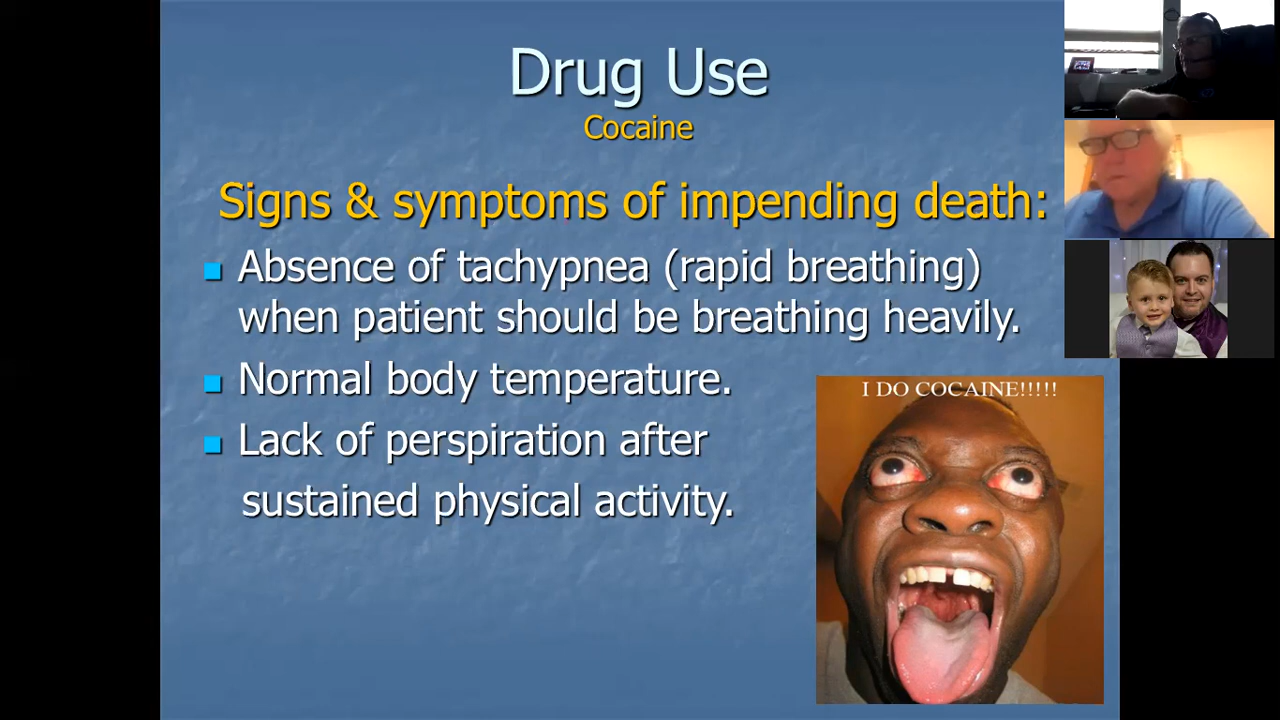 Drug Use
Cocaine
Signs & symptoms of impending death:
Absence of tachypnea (rapid breathing)
when patient should be breathing heavily.
Normal body temperature.
Lack of perspiration after
sustained physical activity.
I DO COCAINE!!!!!